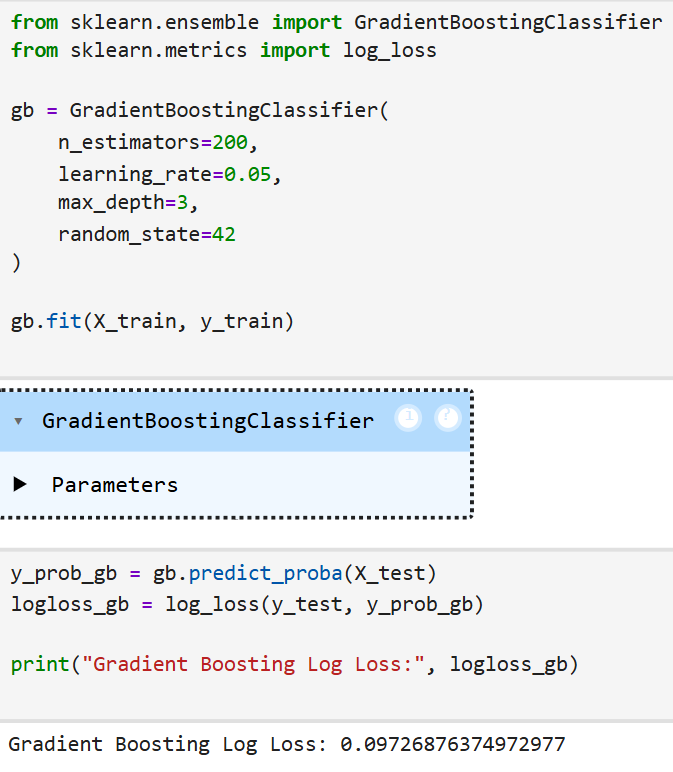 from sklearn.ensemble import GradientBoostingClassifier
from sklearn.metrics import log_loss
gb = GradientBoostingClassifier(
    n_estimators=200,
    learning_rate=0.05,
    max_depth=3,
    random_state=42
)
gb.fit(X_train, y_train)
GradientBoostingClassifier i ?
Parameters
y_prob_gb = gb.predict_proba(X_test)
logloss_gb = log_loss(y_test, y_prob_gb)
print("Gradient Boosting Log Loss:", logloss_gb)
Gradient Boosting Log Loss: 0.09726876374972977